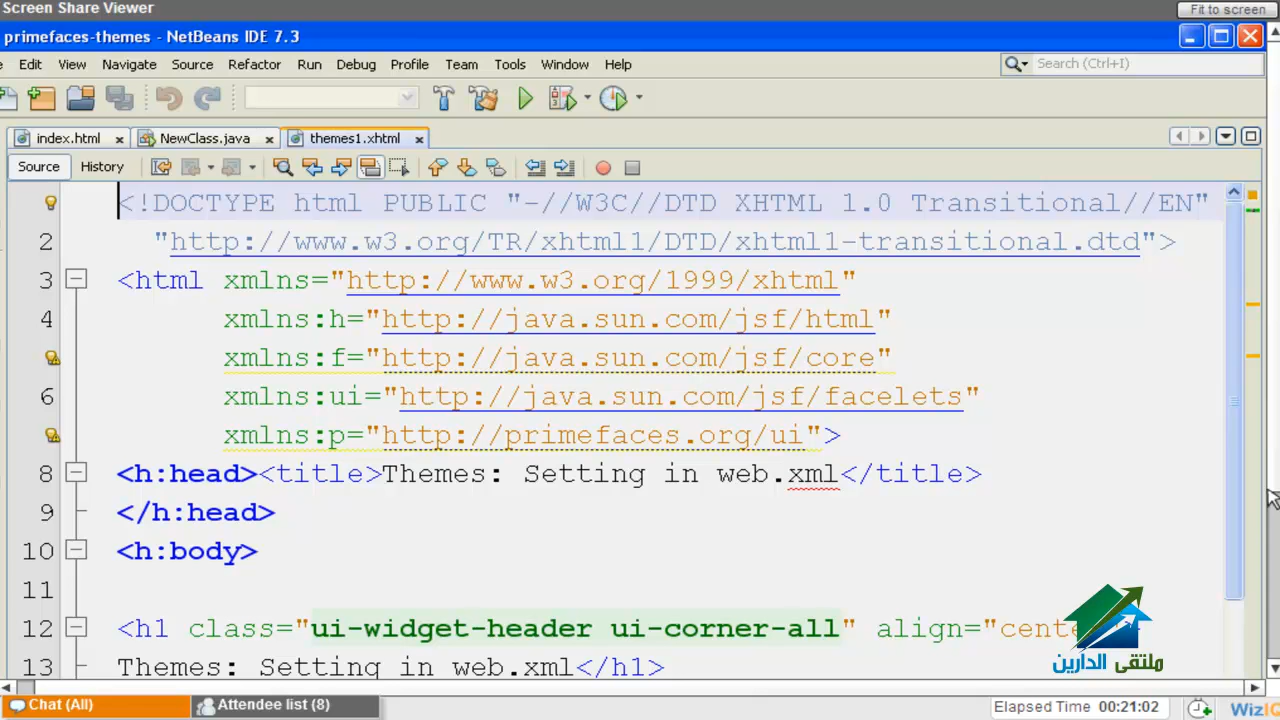 Screen Share Viewer
Fit to screen
primefaces-themes - NetBeans IDE 7.3
Edit View Navigate Source Refactor Run Debug Profile Team Tools Window Help
Search (Ctrl+I)
index.html NewClass.java themes1.xhtml
Source History
<!DOCTYPE html PUBLIC "-//W3C//DTD XHTML 1.0 Transitional//EN"
2 "http://www.w3.org/TR/xhtml1/DTD/xhtml1-transitional.dtd">
3 <html xmlns="http://www.w3.org/1999/xhtml"
4 xmlns:h="http://java.sun.com/jsf/html"
xmlns:f="http://java.sun.com/jsf/core"
6 xmlns:ui="http://java.sun.com/jsf/facelets"
xmlns:p="http://primefaces.org/ui">
8 <h:head><title>Themes: Setting in web.xml</title>
9 </h:head>
10 <h:body>
11
12 <h1 class="ui-widget-header ui-corner-all" align="cente
13 Themes: Setting in web.xml</h1>
ملتقى الدارين
Chat (All) Attendee list (8)
Elapsed Time 00:21:02
WizIQ